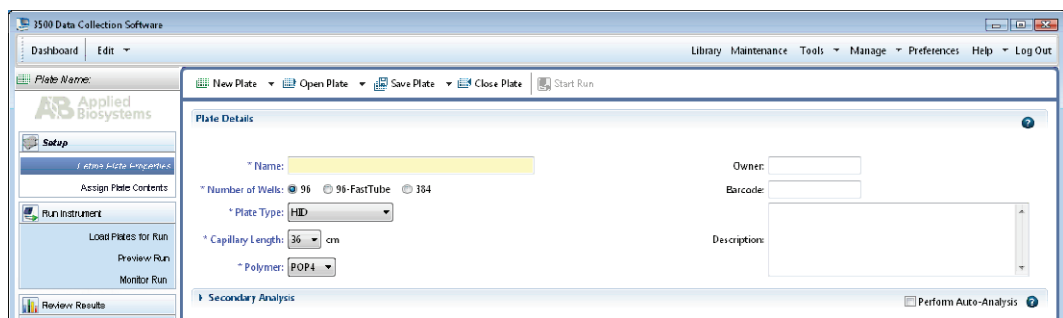 3500 Data Collection Software
Dashboard Edit
Library Maintenance Tools Manage Preferences Help Log Out
Plate Name:
New Plate Open Plate Save Plate Close Plate Start Run
AB Applied Biosystems
Plate Details
Setup
Define Plate Properties
Assign Plate Contents
Run Instrument
Load Plates for Run
Preview Run
Monitor Run
Review Results
* Name:
* Number of Wells: 96 96-FastTube 384
* Plate Type: HID
* Capillary Length: 36 cm
* Polymer: POP4
Owner:
Barcode:
Description:
Secondary Analysis
Perform Auto-Analysis